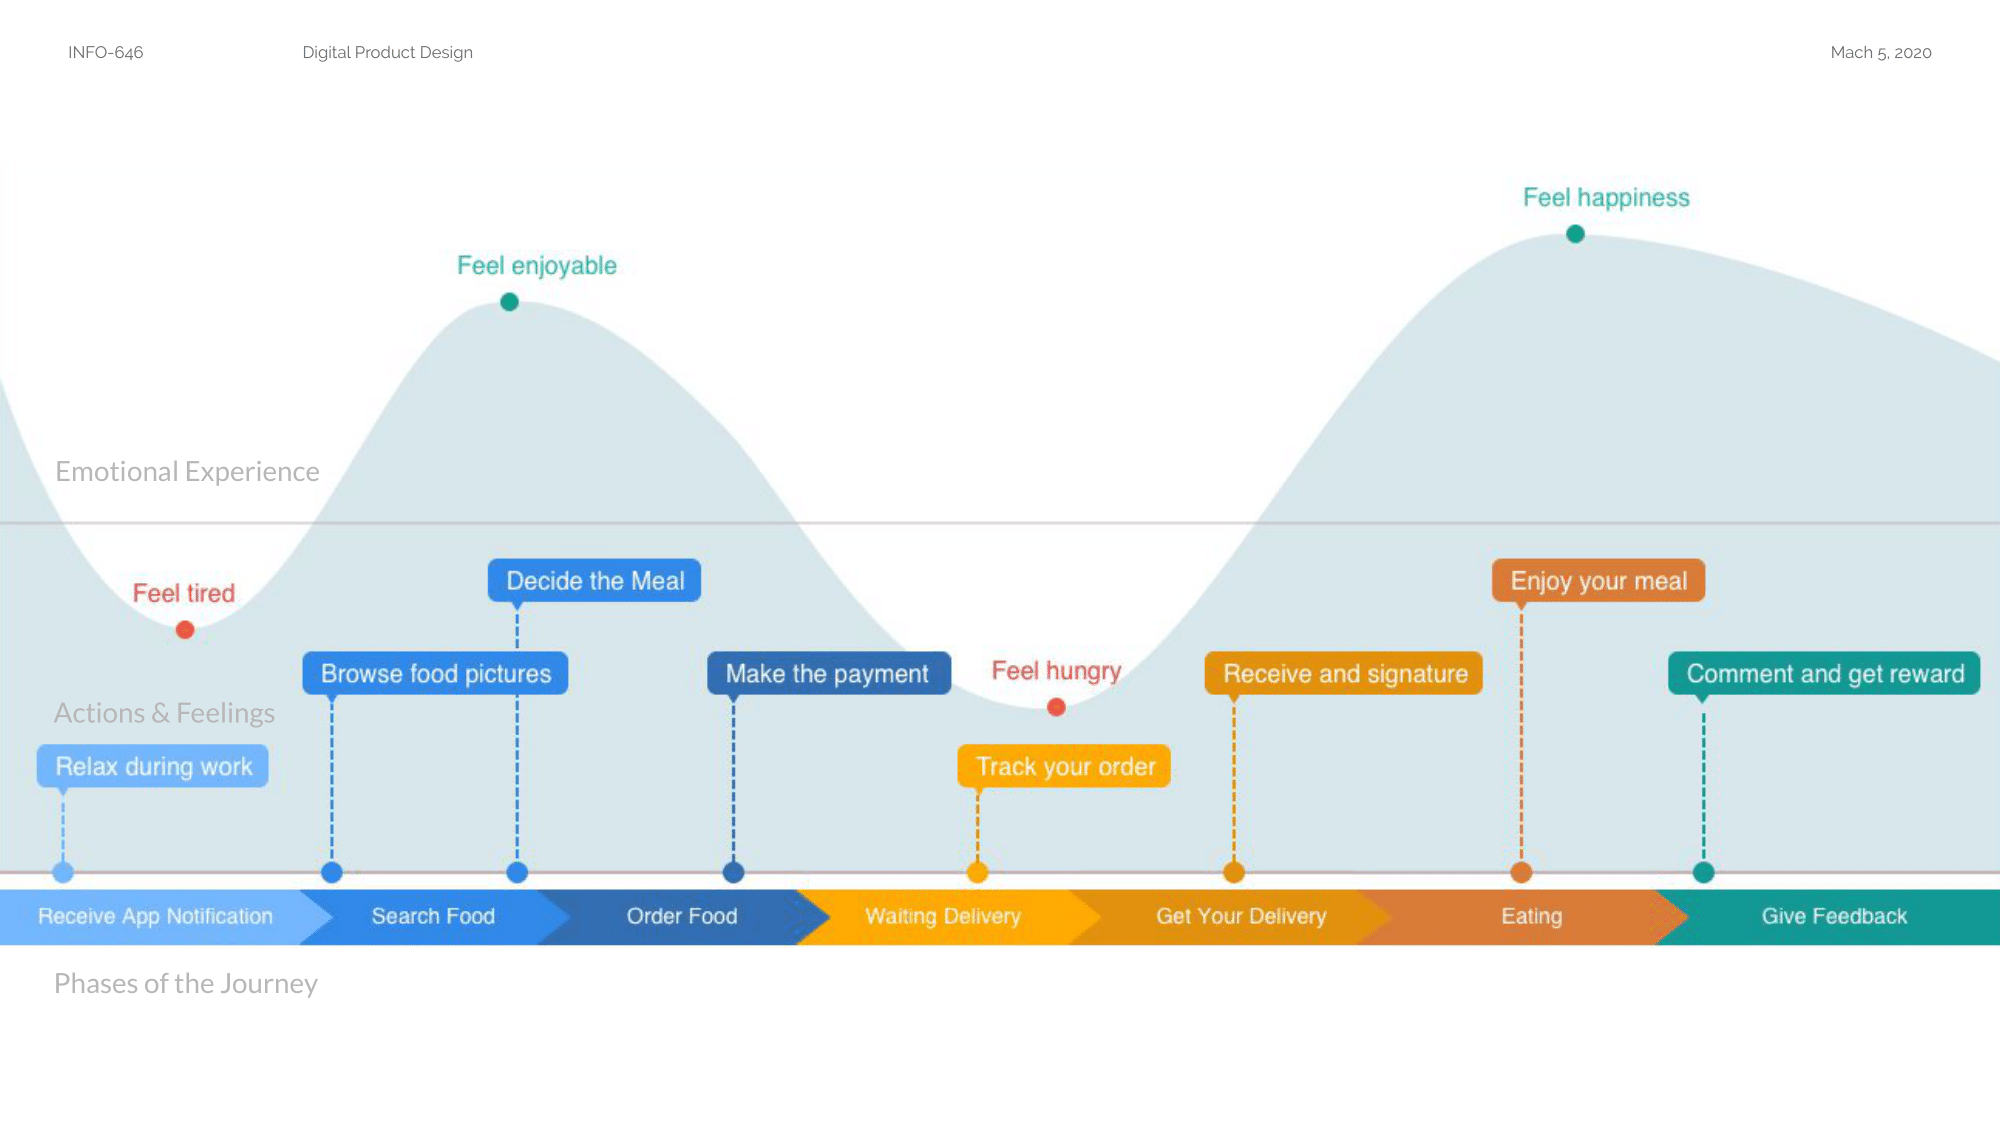 INFO-646
Digital Product Design
Mach 5, 2020
Feel happiness
Feel enjoyable
Emotional Experience
Feel tired
Decide the Meal
Enjoy your meal
Browse food pictures
Make the payment
Feel hungry
Receive and signature
Comment and get reward
Actions & Feelings
Relax during work
Track your order
Receive App Notification
Search Food
Order Food
Waiting Delivery
Get Your Delivery
Eating
Give Feedback
Phases of the Journey